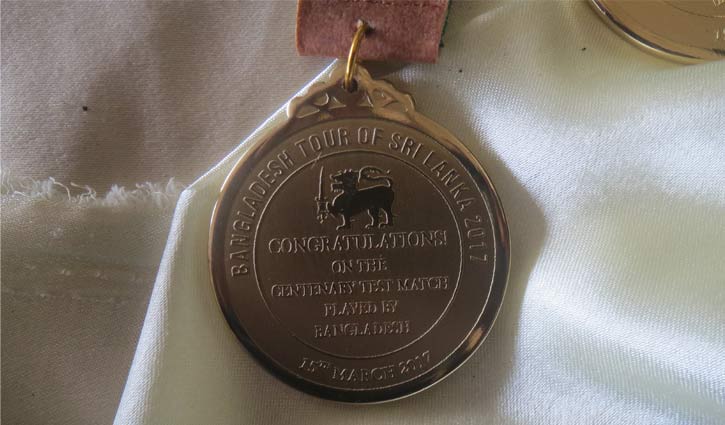 BANGLADESH TOUR OF SRI LANKA 2017
CONGRATULATIONS!
ON THE
CENTENARY TEST MATCH
PLAYED BY
BANGLADESH
15TH MARCH 2017